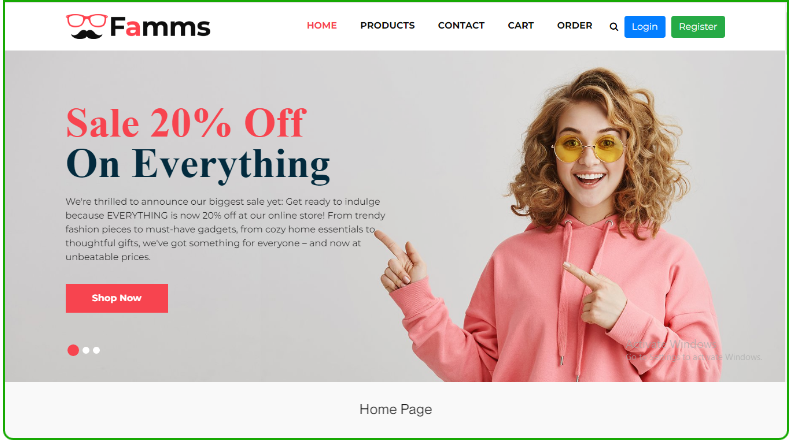 Famms
HOME PRODUCTS CONTACT CART ORDER Login Register
Sale 20% Off
On Everything
We're thrilled to announce our biggest sale yet: Get ready to indulge
because EVERYTHING is now 20% off at our online store! From trendy
fashion pieces to must-have gadgets, from cozy home essentials to
thoughtful gifts, we've got something for everyone – and now at
unbeatable prices.
Shop Now
Windows
to activate Windows.
Home Page